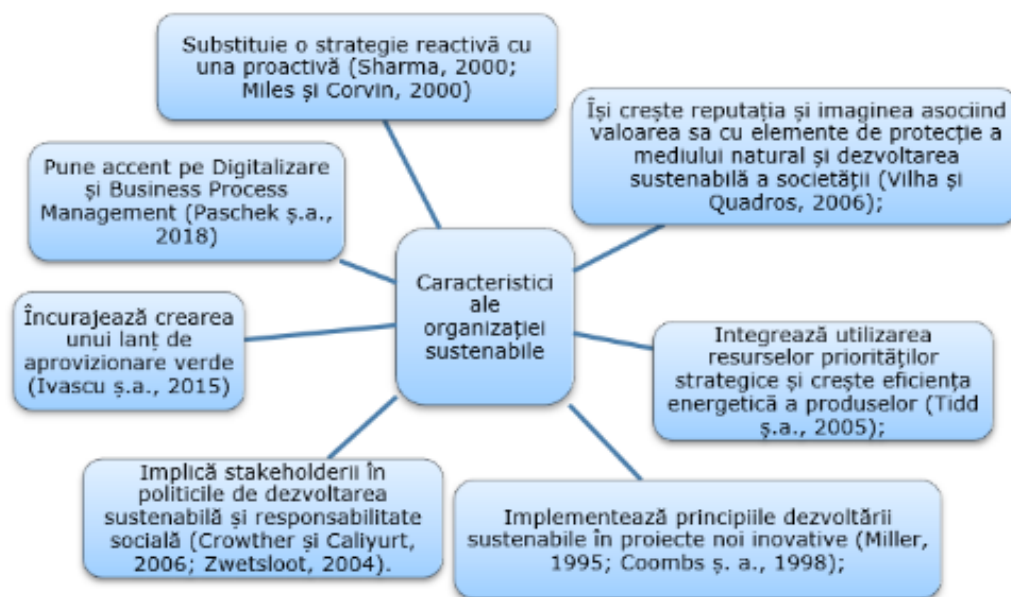 Substituie o strategie reactivă cu
una proactivă (Sharma, 2000;
Miles și Corvin, 2000)
Își crește reputația și imaginea asociind
valoarea sa cu elemente de protecție a
mediului natural și dezvoltarea
sustenabilă a societății (Vilha și
Quadros, 2006);
Pune accent pe Digitalizare
și Business Process
Management (Paschek ș.a.,
2018)
Caracteristici
ale
organizației
sustenabile
Încurajează crearea
unui lanț de
aprovizionare verde
(Ivascu ș.a., 2015)
Integrează utilizarea
resurselor priorităților
strategice și crește eficiența
energetică a produselor (Tidd
ș.a., 2005);
Implică stakeholderii în
politicile de dezvoltarea
sustenabilă și responsabilitate
socială (Crowther și Caliyurt,
2006; Zwetsloot, 2004).
Implementează principiile dezvoltării
sustenabile în proiecte noi inovative (Miller,
1995; Coombs ș. a., 1998);